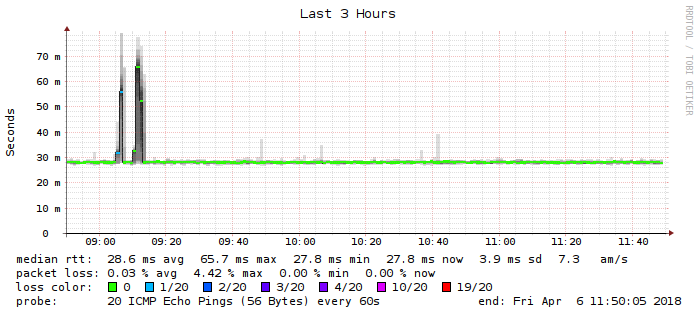 Last 3 Hours
RRDTOOL / TOBI OETIKER
Seconds
70 m
60 m
50 m
40 m
30 m
20 m
10 m
0
09:00 09:20 09:40 10:00 10:20 10:40 11:00 11:20 11:40
median rtt: 28.6 ms avg 65.7 ms max 27.8 ms min 27.8 ms now 3.9 ms sd 7.3 am/s
packet loss: 0.03 % avg 4.42 % max 0.00 % min 0.00 % now
loss color: 0 1/20 2/20 3/20 4/20 10/20 19/20
probe: 20 ICMP Echo Pings (56 Bytes) every 60s end: Fri Apr 6 11:50:05 2018